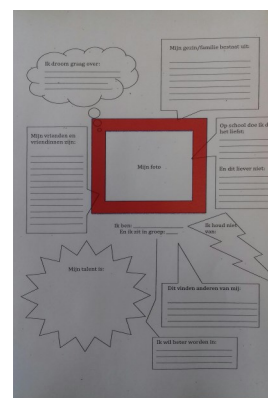 Ik droom graag over:
Mijn gezin/familie bestaat uit:
Op school doe ik
het liefst:
Mijn vrienden en
vriendinnen zijn:
Mijn foto
En dit liever niet:
Ik ben:
En ik zit in groep:
Ik houd niet
van:
Mijn talent is:
Dit vinden anderen van mij:
Ik wil beter worden in: